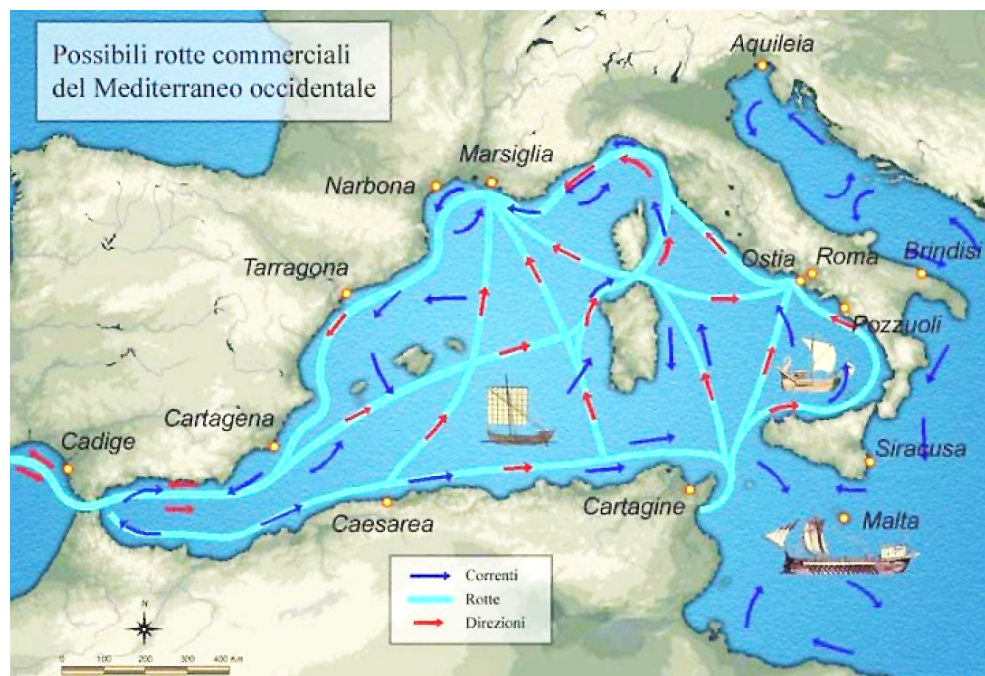 Possibili rotte commerciali
del Mediterraneo occidentale
Aquileia
Marsiglia
Narbona
Ostia
Roma
Brindisi
Tarragona
Pozzuoli
Cartagena
Cadige
Siracusa
Caesarea
Cartagine
Malta
Correnti
Rotte
Direzioni
N
0 100 200 300 400 Km